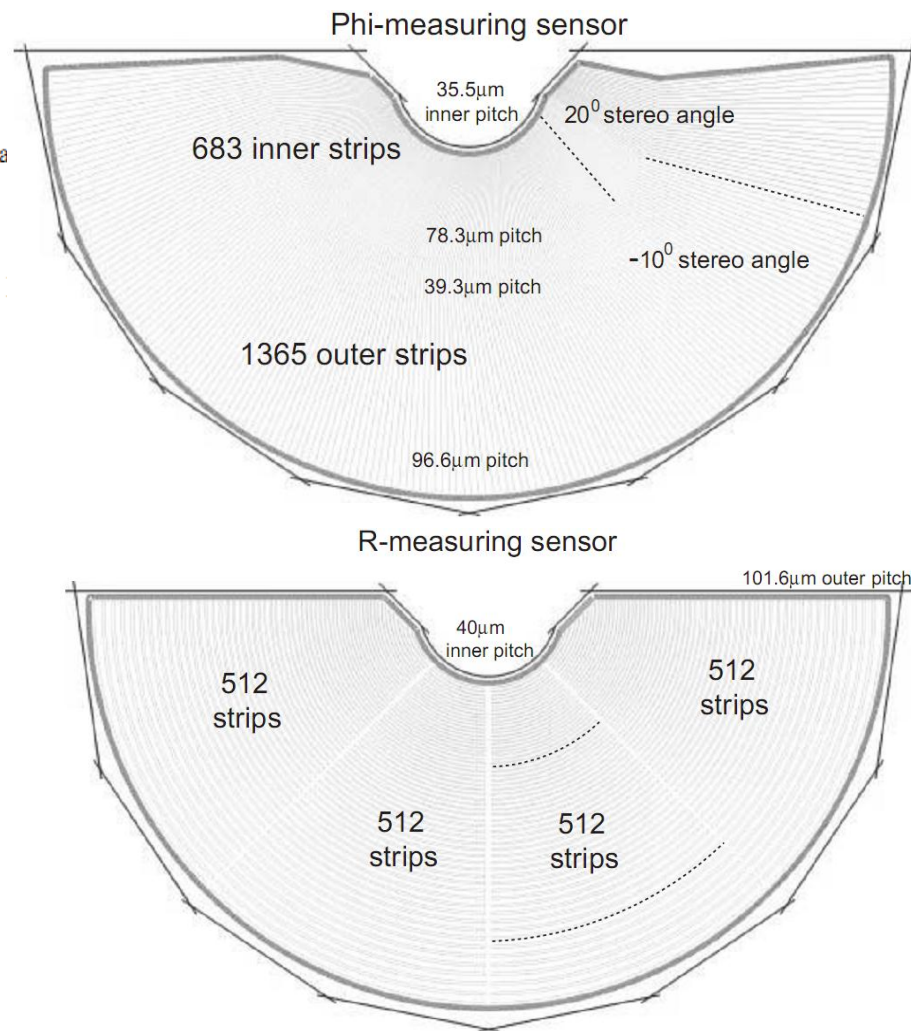 Phi-measuring sensor
35.5μm
inner pitch
20⁰ stereo angle
683 inner strips
78.3μm pitch
-10⁰ stereo angle
39.3μm pitch
1365 outer strips
96.6μm pitch
R-measuring sensor
101.6μm outer pitch
40μm
inner pitch
512
strips
512
strips
512
strips
512
strips